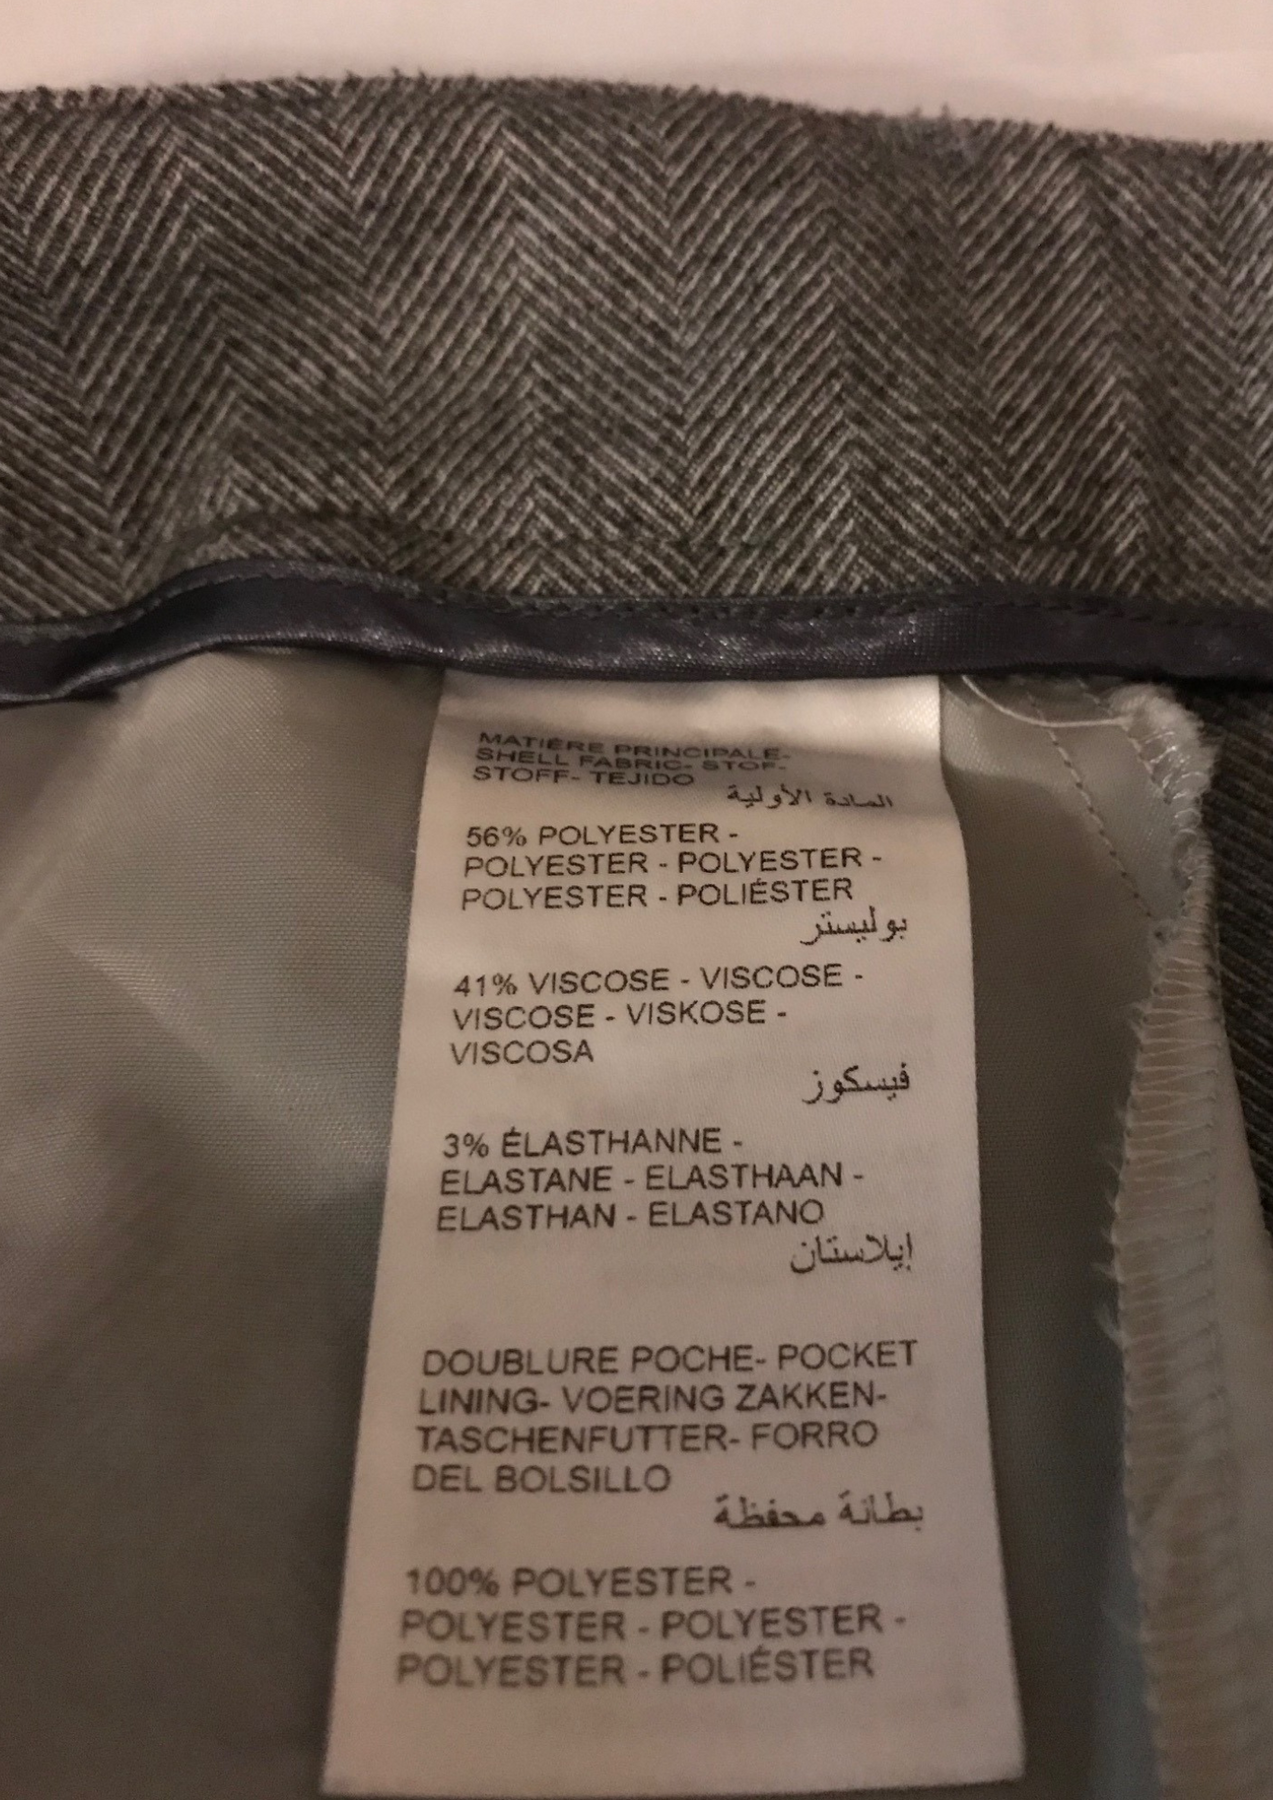 MATIÈRE PRINCIPALE-
SHELL FABRIC- STOF-
STOFF- TEJIDO
المادة الأولية
56% POLYESTER -
POLYESTER - POLYESTER -
POLYESTER - POLIÉSTER
بوليستر
41% VISCOSE - VISCOSE -
VISCOSE - VISKOSE -
VISCOSA
فيسكوز
3% ÉLASTHANNE -
ELASTANE - ELASTHAAN -
ELASTHAN - ELASTANO
إيلاستان
DOUBLURE POCHE- POCKET
LINING- VOERING ZAKKEN-
TASCHENFUTTER- FORRO
DEL BOLSILLO
بطانة محفظة
100% POLYESTER -
POLYESTER - POLYESTER -
POLYESTER - POLIÉSTER